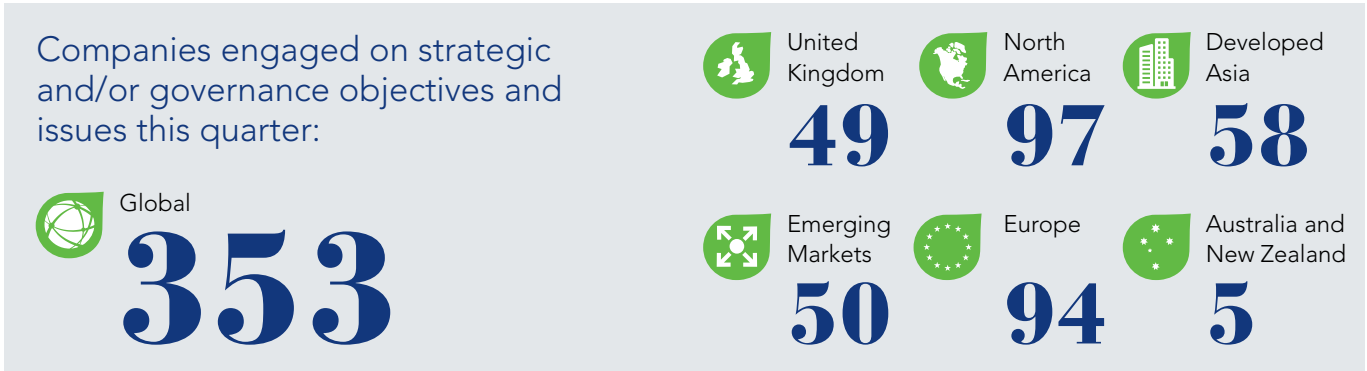 Companies engaged on strategic
and/or governance objectives and
issues this quarter:
Global
353
United
Kingdom
49
North
America
97
Developed
Asia
58
Emerging
Markets
50
Europe
94
Australia and
New Zealand
5